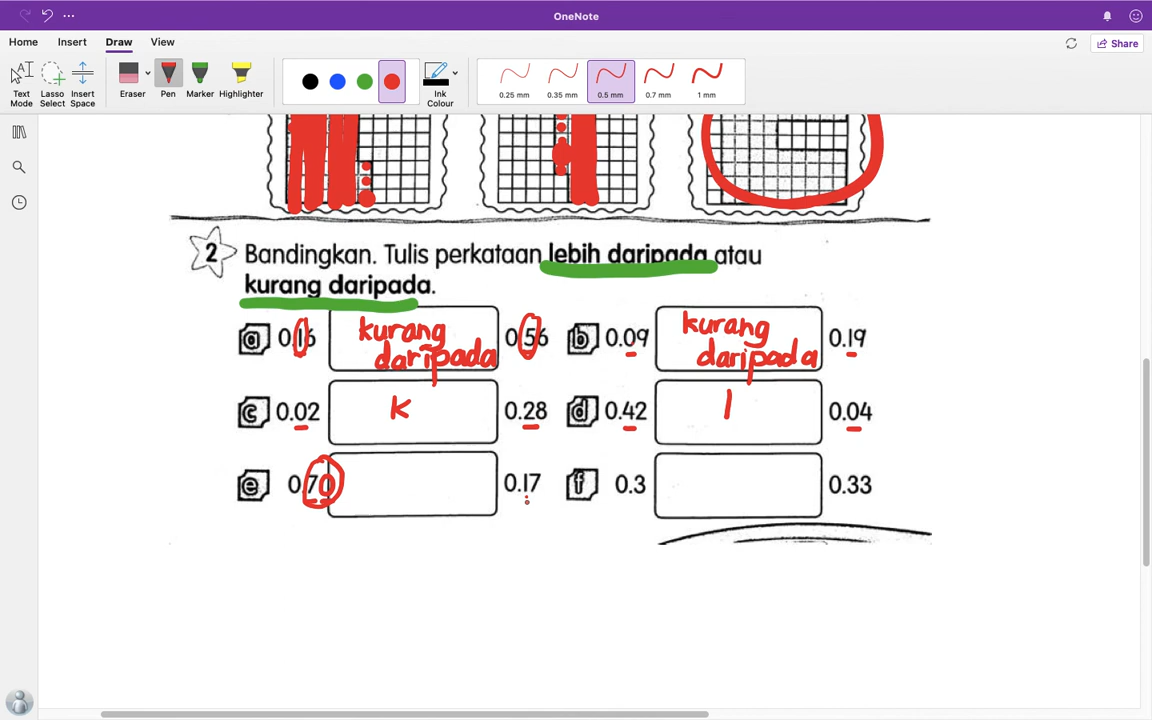 OneNote
Home Insert Draw View
Share
Text Mode
Lasso Select
Insert Space
Eraser
Pen
Marker
Highlighter
Ink Colour
0.25 mm
0.35 mm
0.5 mm
0.7 mm
1 mm
2 Bandingkan. Tulis perkataan lebih daripada atau
kurang daripada.
a 0.16 kurang daripada 0.56 b 0.09 kurang daripada 0.19
c 0.02 k 0.28 d 0.42 l 0.04
e 0.70 0.17 f 0.3 0.33